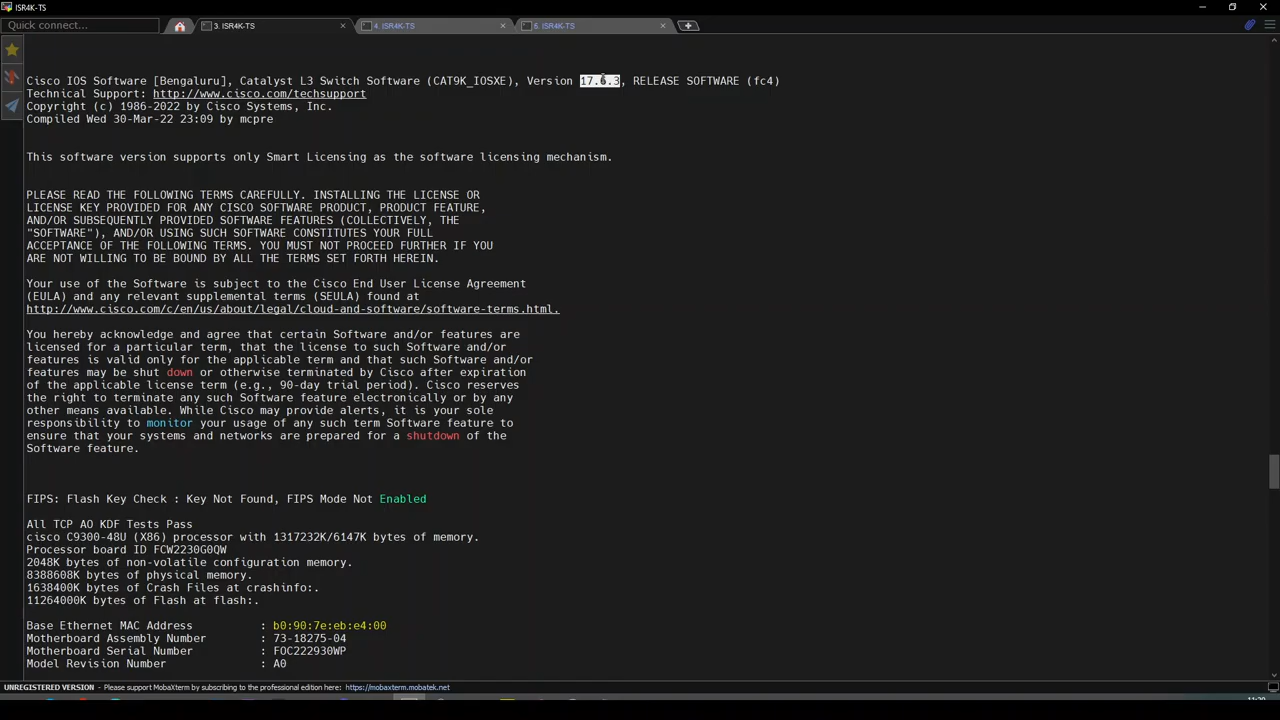 ISR4K-TS
Quick connect...
3. ISR4K-TS
4. ISR4K-TS
5. ISR4K-TS
Cisco IOS Software [Bengaluru], Catalyst L3 Switch Software (CAT9K_IOSXE), Version 17.6.3, RELEASE SOFTWARE (fc4)
Technical Support: http://www.cisco.com/techsupport
Copyright (c) 1986-2022 by Cisco Systems, Inc.
Compiled Wed 30-Mar-22 23:09 by mcpre
This software version supports only Smart Licensing as the software licensing mechanism.
PLEASE READ THE FOLLOWING TERMS CAREFULLY. INSTALLING THE LICENSE OR
LICENSE KEY PROVIDED FOR ANY CISCO SOFTWARE PRODUCT, PRODUCT FEATURE,
AND/OR SUBSEQUENTLY PROVIDED SOFTWARE FEATURES (COLLECTIVELY, THE
"SOFTWARE"), AND/OR USING SUCH SOFTWARE CONSTITUTES YOUR FULL
ACCEPTANCE OF THE FOLLOWING TERMS. YOU MUST NOT PROCEED FURTHER IF YOU
ARE NOT WILLING TO BE BOUND BY ALL THE TERMS SET FORTH HEREIN.
Your use of the Software is subject to the Cisco End User License Agreement
(EULA) and any relevant supplemental terms (SEULA) found at
http://www.cisco.com/c/en/us/about/legal/cloud-and-software/software-terms.html.
You hereby acknowledge and agree that certain Software and/or features are
licensed for a particular term, that the license to such Software and/or
features is valid only for the applicable term and that such Software and/or
features may be shut down or otherwise terminated by Cisco after expiration
of the applicable license term (e.g., 90-day trial period). Cisco reserves
the right to terminate any such Software feature electronically or by any
other means available. While Cisco may provide alerts, it is your sole
responsibility to monitor your usage of any such term Software feature to
ensure that your systems and networks are prepared for a shutdown of the
Software feature.
FIPS: Flash Key Check : Key Not Found, FIPS Mode Not Enabled
All TCP AO KDF Tests Pass
cisco C9300-48U (X86) processor with 1317232K/6147K bytes of memory.
Processor board ID FCW2230G0QW
2048K bytes of non-volatile configuration memory.
8388608K bytes of physical memory.
1638400K bytes of Crash Files at crashinfo:.
11264000K bytes of Flash at flash:.
Base Ethernet MAC Address : b0:90:7e:eb:e4:00
Motherboard Assembly Number : 73-18275-04
Motherboard Serial Number : FOC222930WP
Model Revision Number : A0
UNREGISTERED VERSION - Please support MobaXterm by subscribing to the professional edition here: https://mobaxterm.mobatek.net